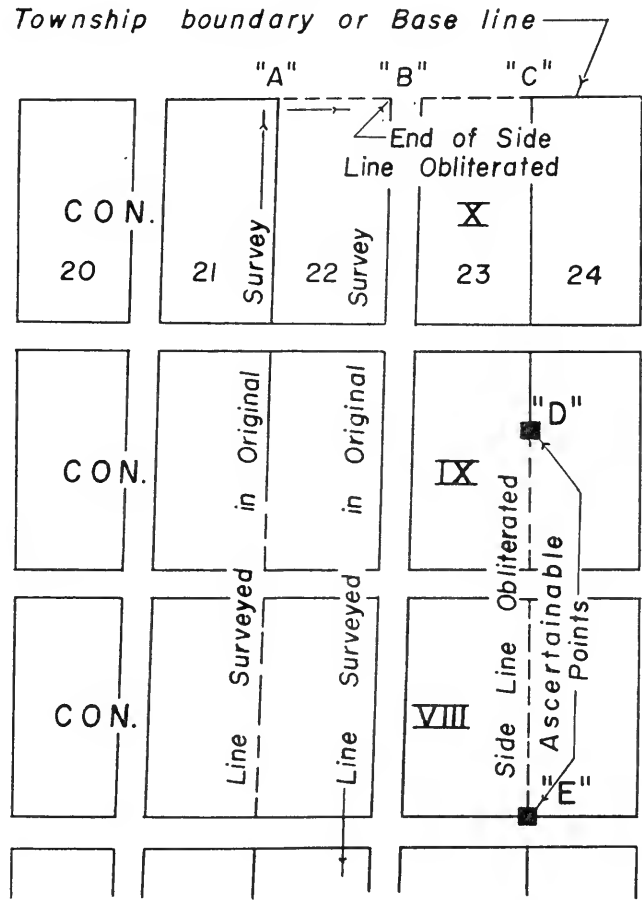 Township boundary or Base line
"A" "B" "C"
End of Side
Line Obliterated
CON. X
20 21 22 23 24
Survey
Survey
"D"
CON. IX
Line Surveyed in Original
Line Surveyed in Original
Side Line Obliterated
Ascertainable
Points
CON. VIII
"E"